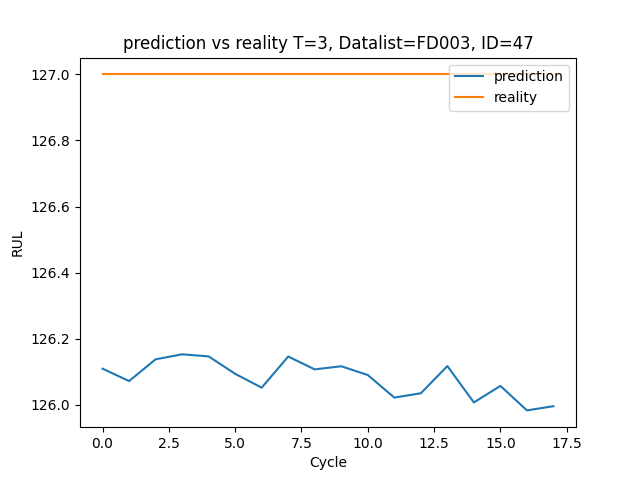 prediction vs reality T=3, Datalist=FD003, ID=47
127.0
126.8
126.6
126.4
126.2
126.0
RUL
prediction
reality
0.0 2.5 5.0 7.5 10.0 12.5 15.0 17.5
Cycle